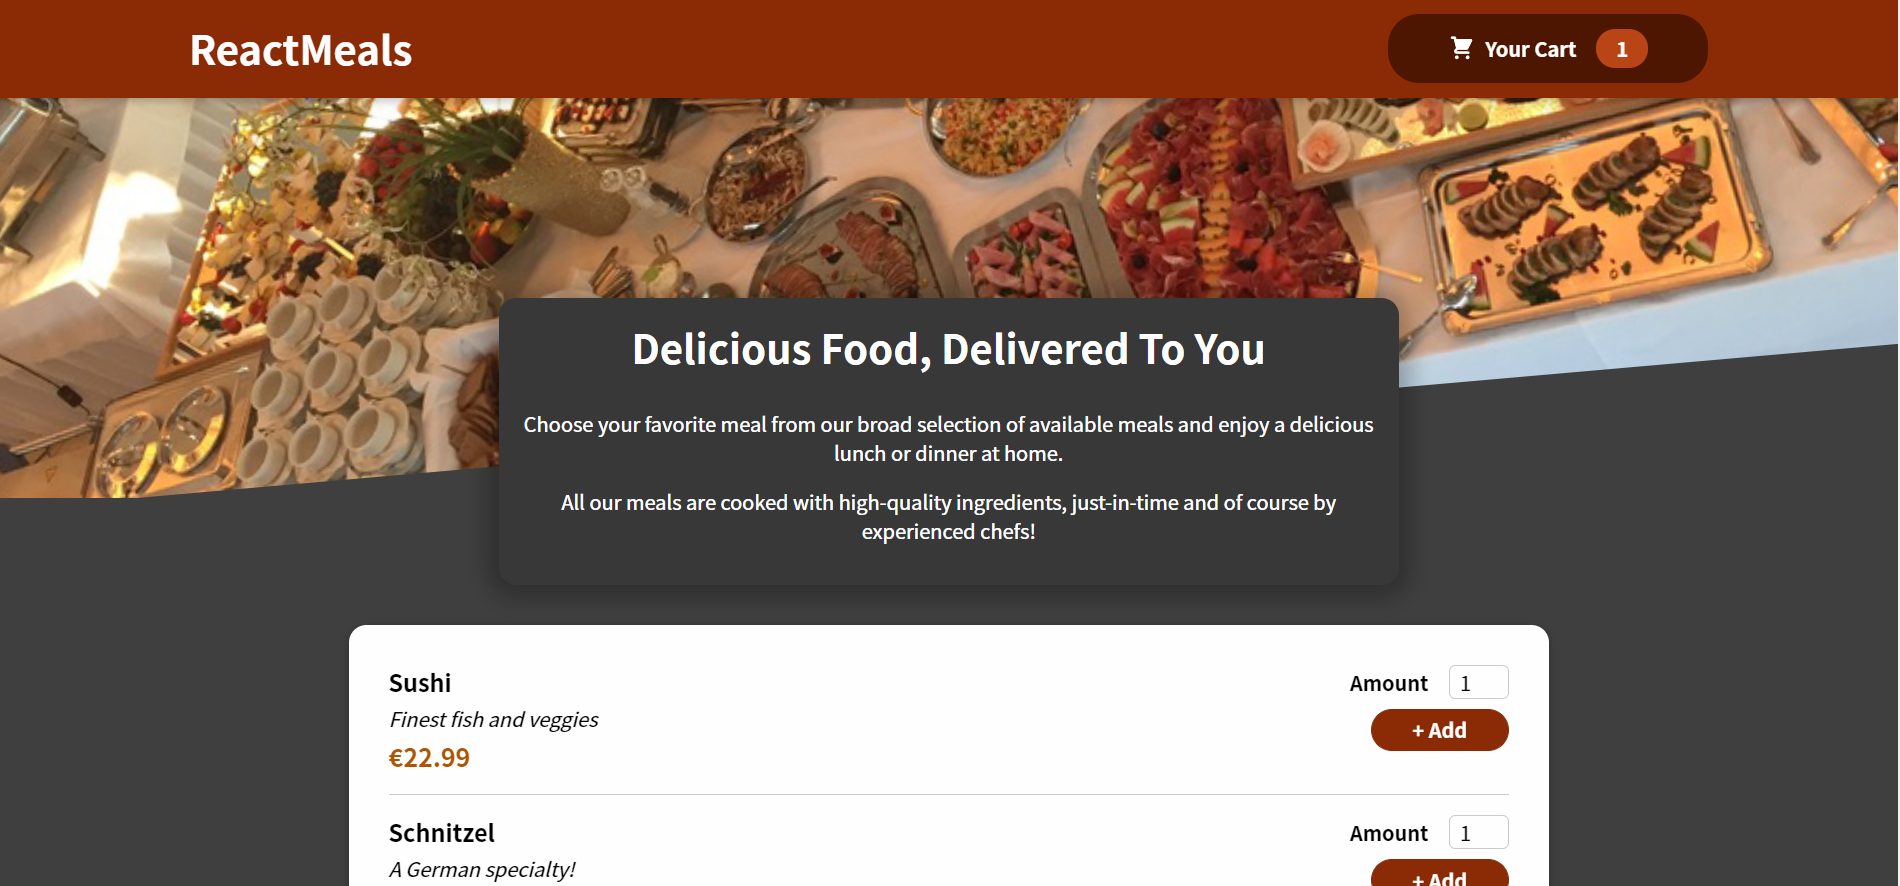 ReactMeals
Your Cart 1
Delicious Food, Delivered To You
Choose your favorite meal from our broad selection of available meals and enjoy a delicious
lunch or dinner at home.
All our meals are cooked with high-quality ingredients, just-in-time and of course by
experienced chefs!
Sushi
Amount 1
Finest fish and veggies
+ Add
€22.99
Schnitzel
Amount 1
A German specialty!
+ Add